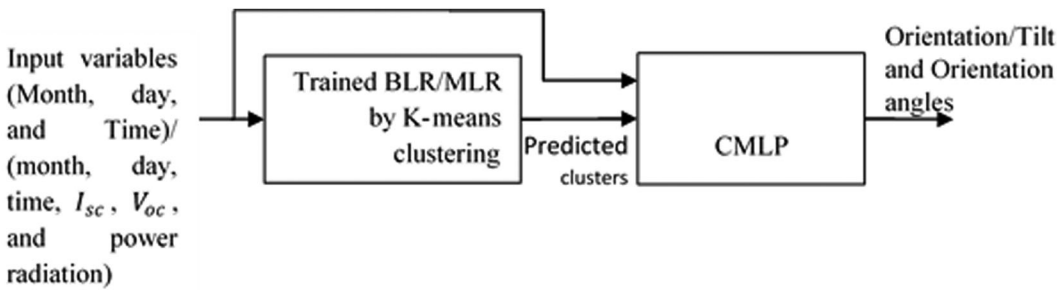 Input variables
(Month, day,
and Time)/
(month, day,
time, Isc, Voc,
and power
radiation)
Trained BLR/MLR
by K-means
clustering
Predicted
clusters
CMLP
Orientation/Tilt
and Orientation
angles